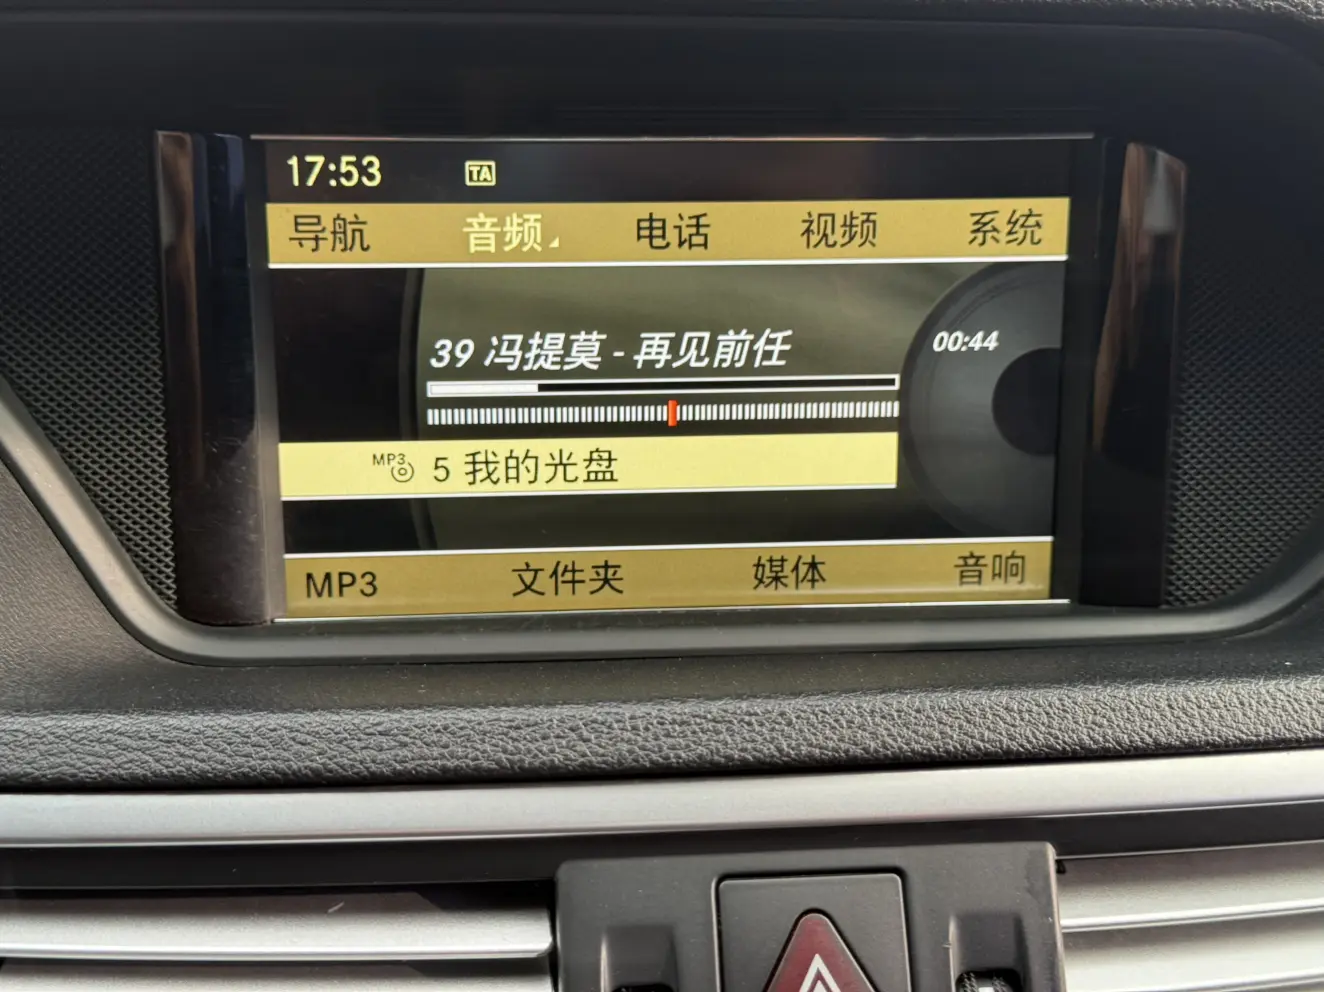 17:53 TA
导航 音频 电话 视频 系统
39 冯提莫 - 再见前任 00:44
MP3 5 我的光盘
MP3 文件夹 媒体 音响